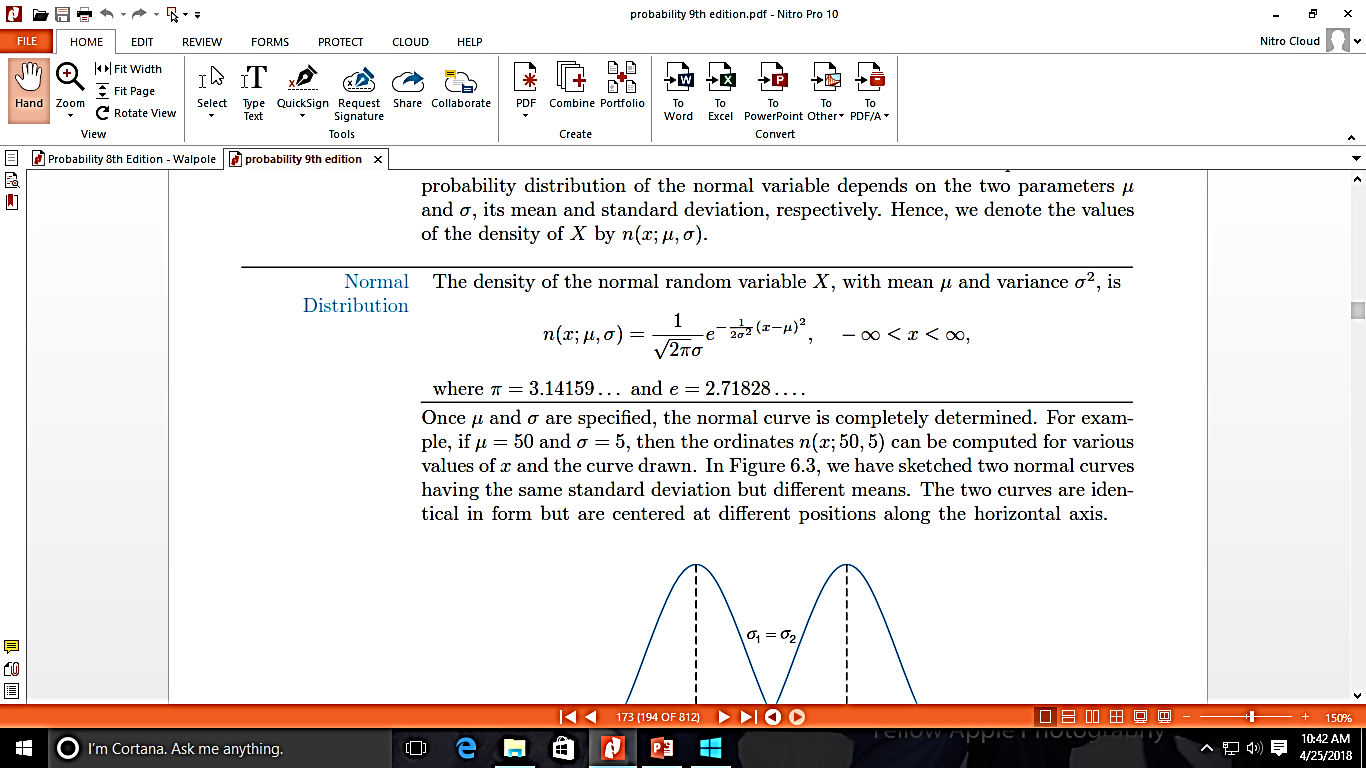 probability 9th edition.pdf - Nitro Pro 10
FILE HOME EDIT REVIEW FORMS PROTECT CLOUD HELP Nitro Cloud
Hand
Zoom
Fit Width
Fit Page
Rotate View
View
Select
Type Text
QuickSign
Request Signature
Share
Collaborate
Tools
PDF
Combine
Portfolio
Create
To Word
To Excel
To PowerPoint
To Other
To PDF/A
Convert
Probability 8th Edition - Walpole
probability 9th edition
probability distribution of the normal variable depends on the two parameters μ
and σ, its mean and standard deviation, respectively. Hence, we denote the values
of the density of X by n(x; μ, σ).
Normal
Distribution
The density of the normal random variable X, with mean μ and variance σ², is
n(x; μ, σ) = 1/(√2πσ) e^{-1/(2σ²)(x−μ)²}, − ∞ < x < ∞,
where π = 3.14159 . . . and e = 2.71828 . . . .
Once μ and σ are specified, the normal curve is completely determined. For exam-
ple, if μ = 50 and σ = 5, then the ordinates n(x; 50, 5) can be computed for various
values of x and the curve drawn. In Figure 6.3, we have sketched two normal curves
having the same standard deviation but different means. The two curves are iden-
tical in form but are centered at different positions along the horizontal axis.
σ₁ = σ₂
173 (194 OF 812)
150%
Yellow Apple Photography
I'm Cortana. Ask me anything.
10:42 AM
4/25/2018